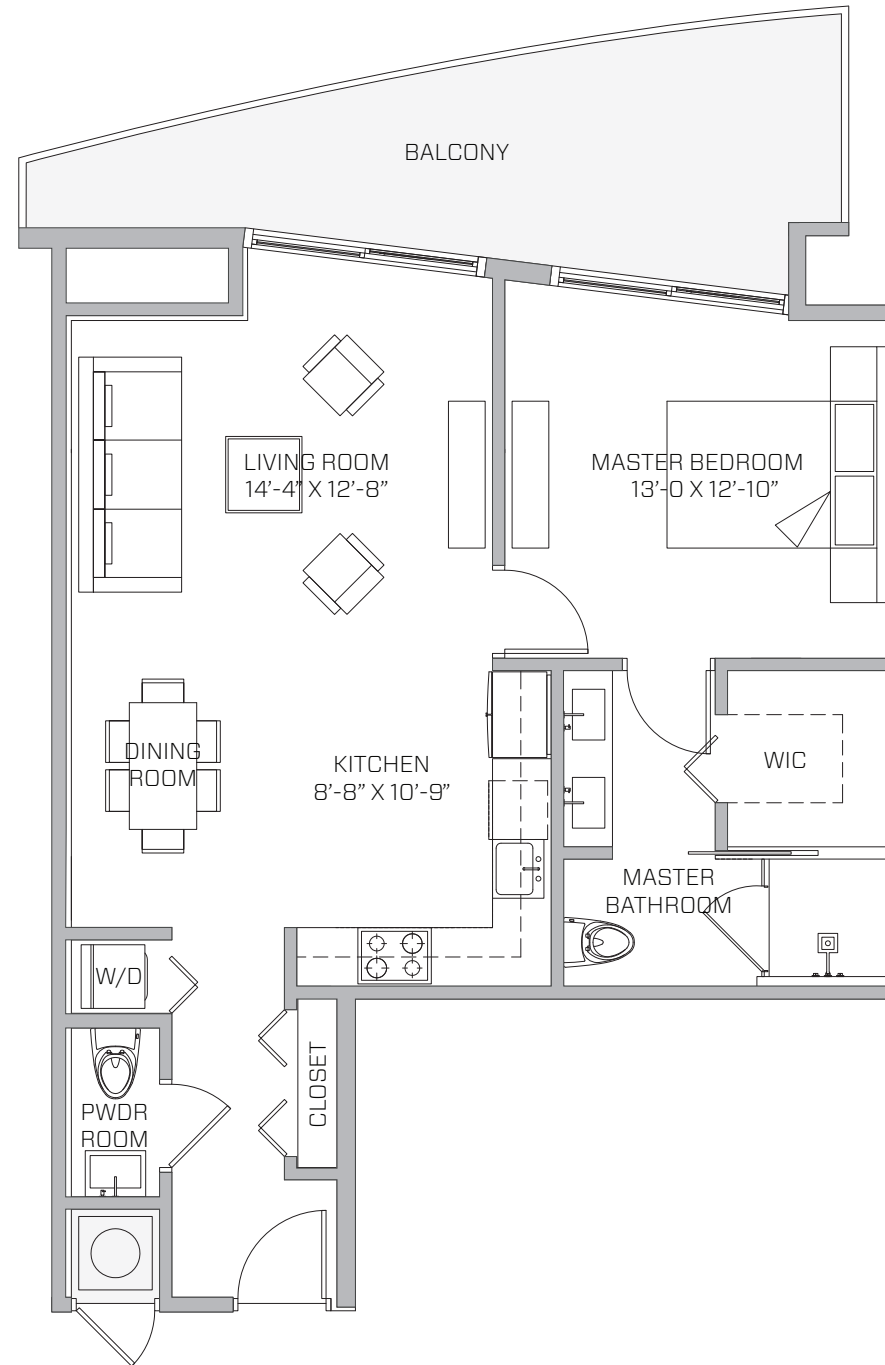 BALCONY
LIVING ROOM
14’-4” X 12’-8”
MASTER BEDROOM
13’-0 X 12’-10”
DINING
ROOM
KITCHEN
8’-8” X 10’-9”
WIC
MASTER
BATHROOM
W/D
CLOSET
PWDR
ROOM